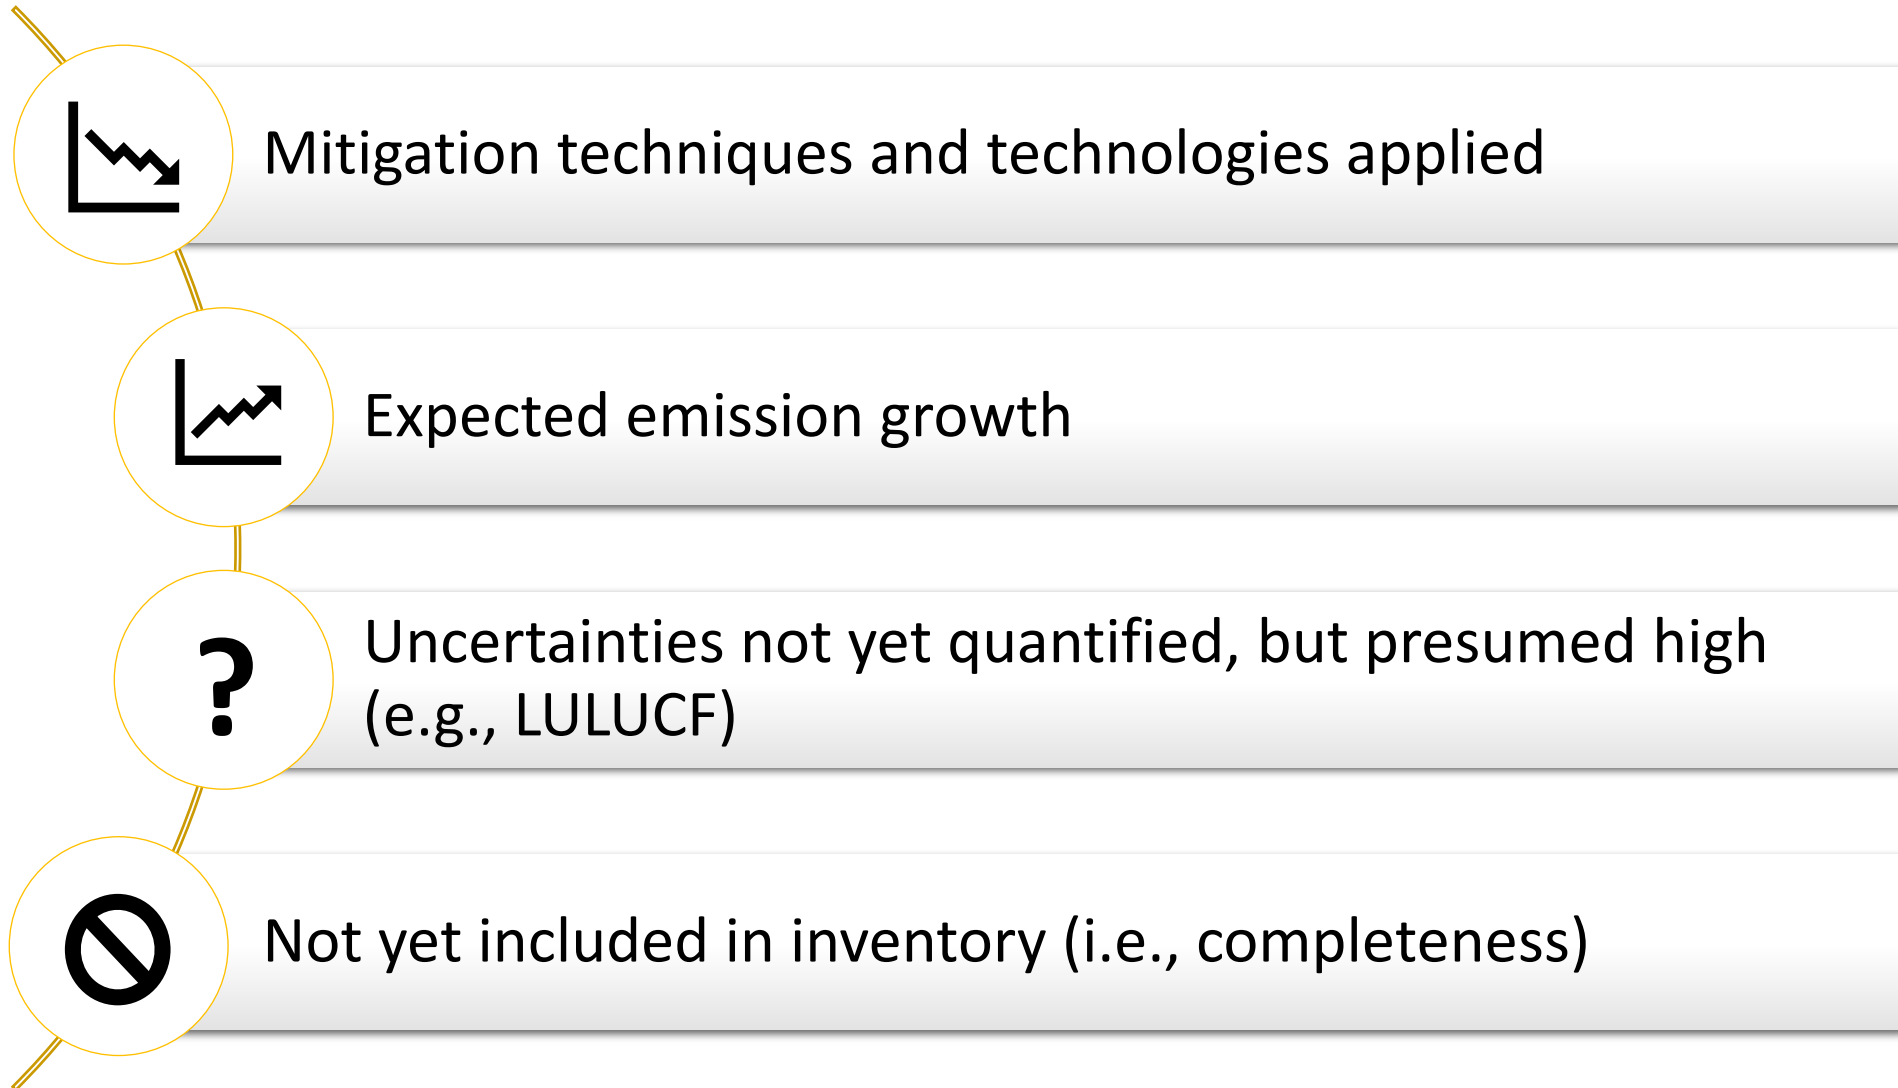 Mitigation techniques and technologies applied
Expected emission growth
?
Uncertainties not yet quantified, but presumed high
(e.g., LULUCF)
Not yet included in inventory (i.e., completeness)